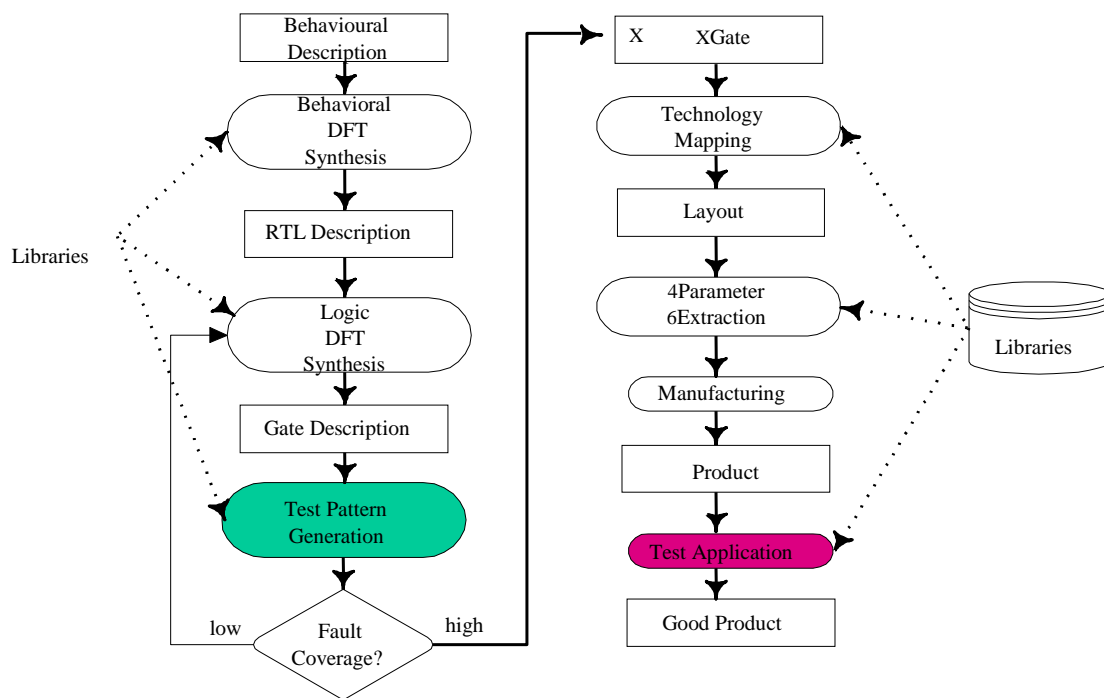 Behavioural
Description
Behavioral
DFT
Synthesis
RTL Description
Libraries
Logic
DFT
Synthesis
Gate Description
Test Pattern
Generation
low
Fault
Coverage?
high
X XGate
Technology
Mapping
Layout
4Parameter
6Extraction
Libraries
Manufacturing
Product
Test Application
Good Product